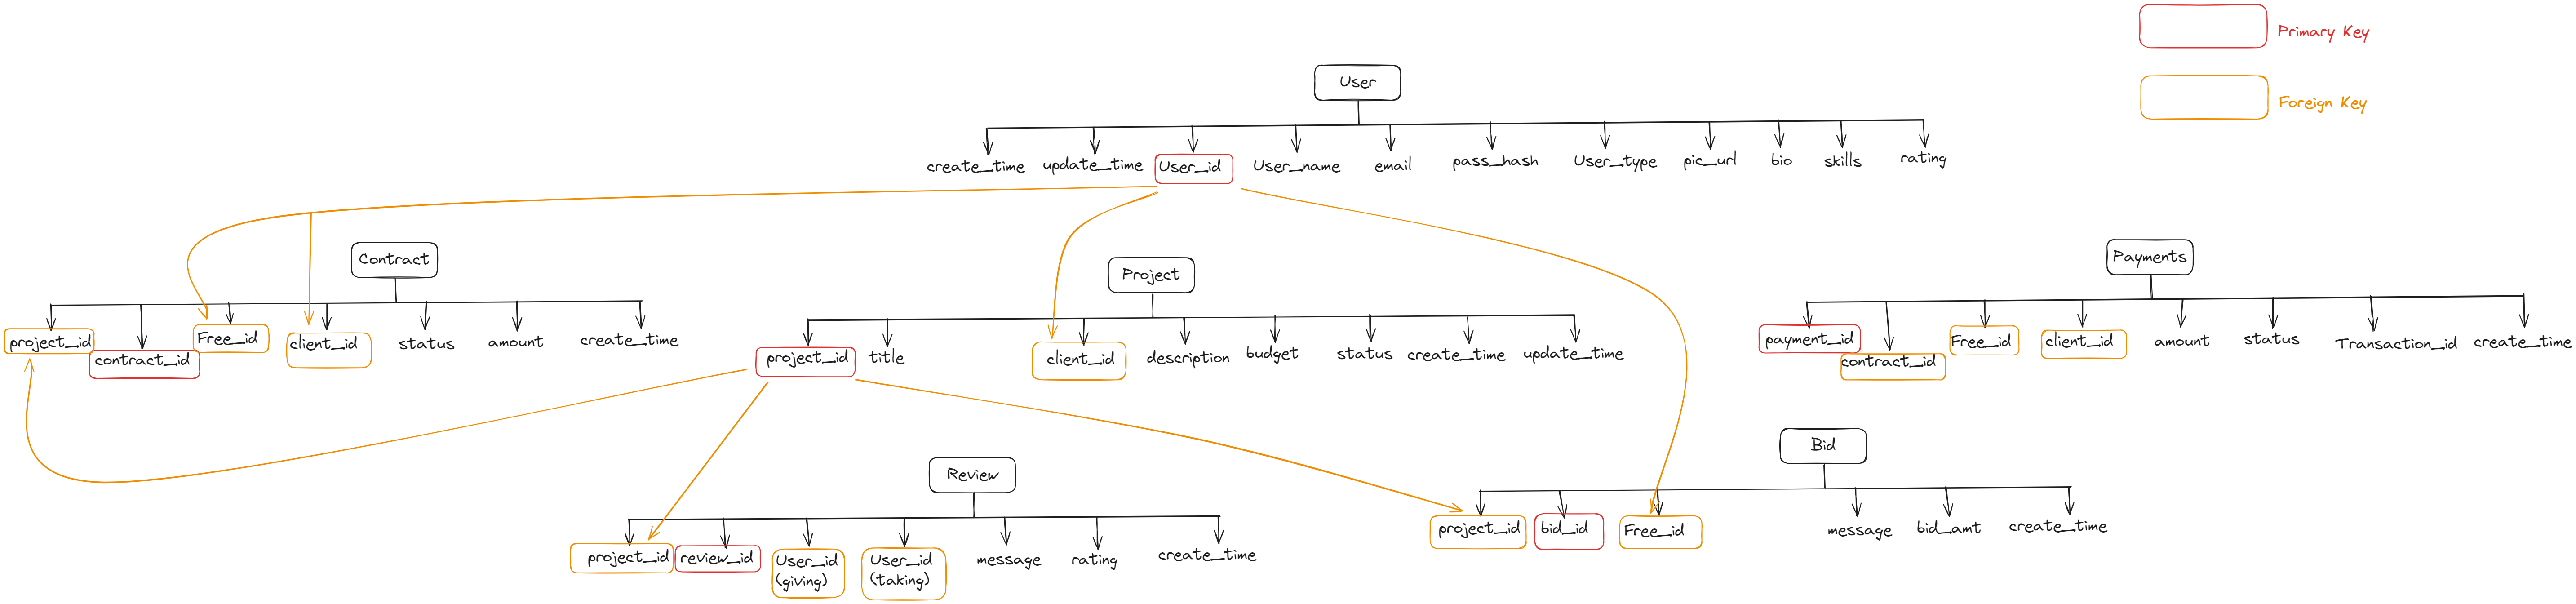 Primary Key
Foreign Key
User
create_time
update_time
User_id
User_name
email
pass_hash
User_type
pic_url
bio
skills
rating
Contract
project_id
contract_id
Free_id
client_id
status
amount
create_time
Project
project_id
title
client_id
description
budget
status
create_time
update_time
Payments
payment_id
contract_id
Free_id
client_id
amount
status
Transaction_id
create_time
Review
project_id
review_id
User_id
(giving)
User_id
(taking)
message
rating
create_time
Bid
project_id
bid_id
Free_id
message
bid_amt
create_time